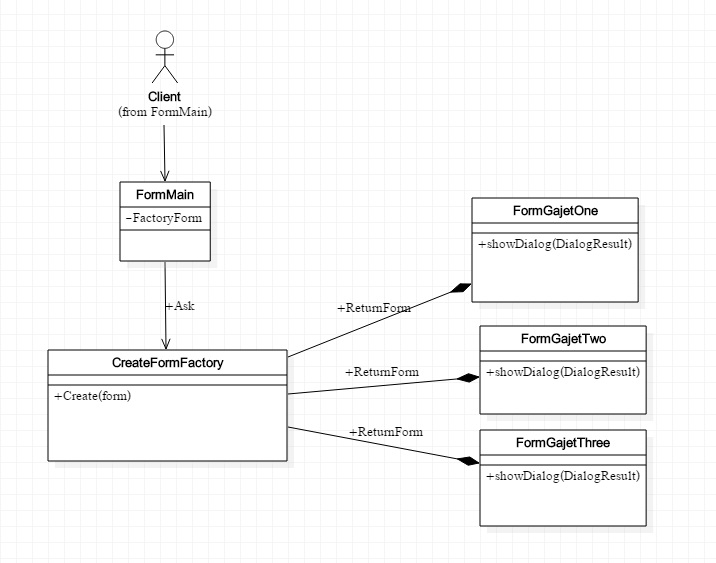 Client
(from FormMain)
FormMain
-FactoryForm
+Ask
CreateFormFactory
+Create(form)
+ReturnForm
+ReturnForm
+ReturnForm
FormGajetOne
+showDialog(DialogResult)
FormGajetTwo
+showDialog(DialogResult)
FormGajetThree
+showDialog(DialogResult)